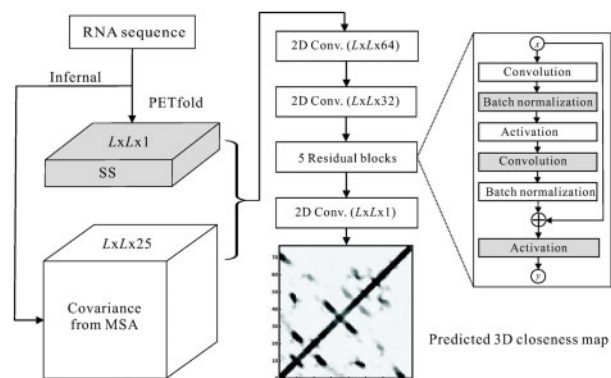 RNA sequence
Infernal
PETfold
LxLx1
SS
LxLx25
Covariance
from MSA
2D Conv. (LxLx64)
2D Conv. (LxLx32)
5 Residual blocks
2D Conv. (LxLx1)
Predicted 3D closeness map
x
Convolution
Batch normalization
Activation
Convolution
Batch normalization
Activation
y